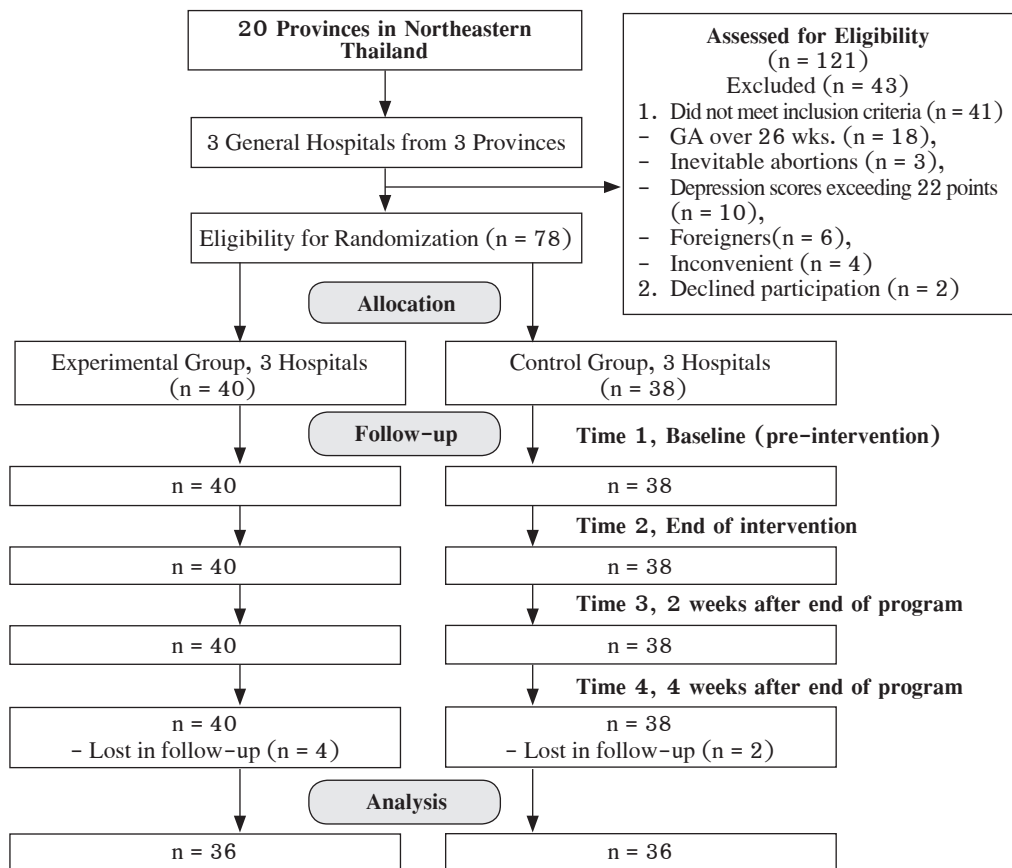 20 Provinces in Northeastern
Thailand
3 General Hospitals from 3 Provinces
Assessed for Eligibility
(n = 121)
Excluded (n = 43)
1. Did not meet inclusion criteria (n = 41)
- GA over 26 wks. (n = 18),
- Inevitable abortions (n = 3),
- Depression scores exceeding 22 points
(n = 10),
- Foreigners(n = 6),
- Inconvenient (n = 4)
2. Declined participation (n = 2)
Eligibility for Randomization (n = 78)
Allocation
Experimental Group, 3 Hospitals
(n = 40)
Control Group, 3 Hospitals
(n = 38)
Follow-up
Time 1, Baseline (pre-intervention)
n = 40
n = 38
Time 2, End of intervention
n = 40
n = 38
Time 3, 2 weeks after end of program
n = 40
n = 38
Time 4, 4 weeks after end of program
n = 40
- Lost in follow-up (n = 4)
n = 38
- Lost in follow-up (n = 2)
Analysis
n = 36
n = 36